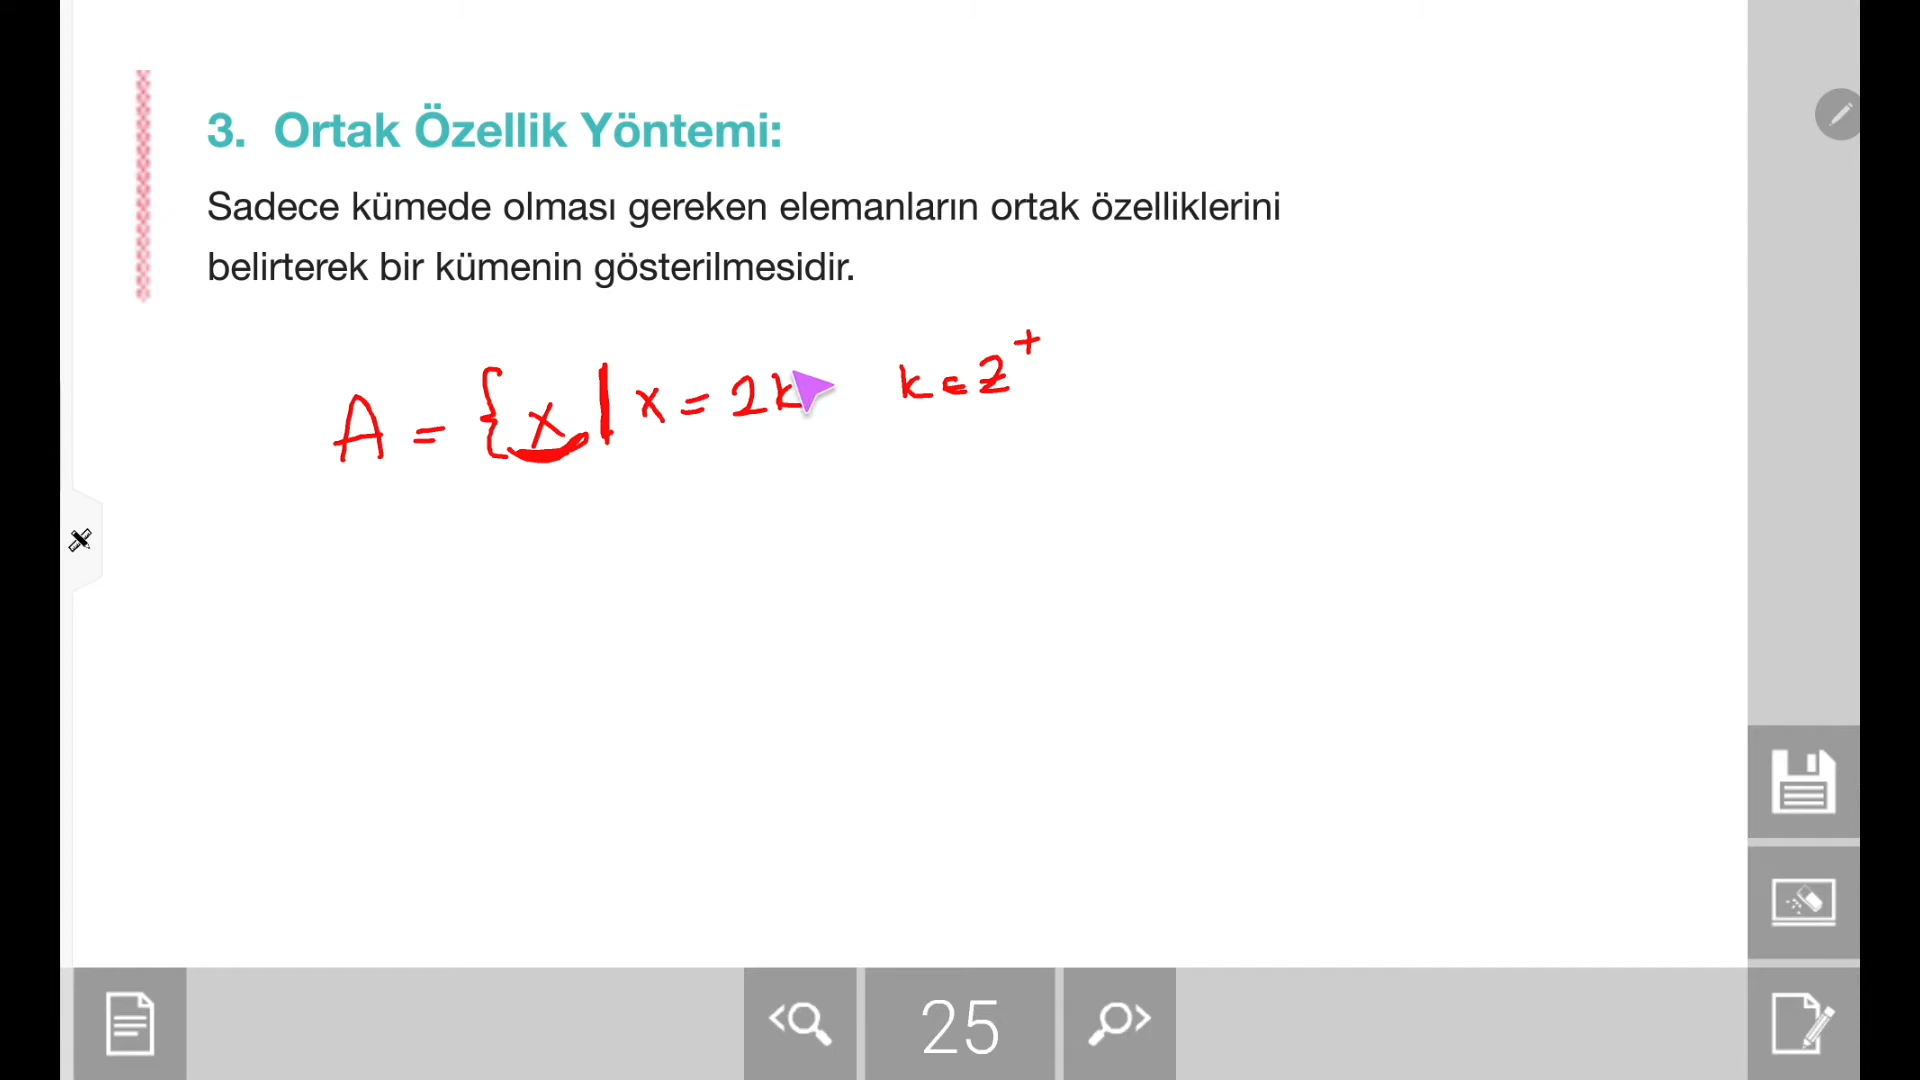 3. Ortak Özellik Yöntemi:
Sadece kümede olması gereken elemanların ortak özelliklerini
belirterek bir kümenin gösterilmesidir.
A = { x | x = 2k k ∈ Z⁺
25